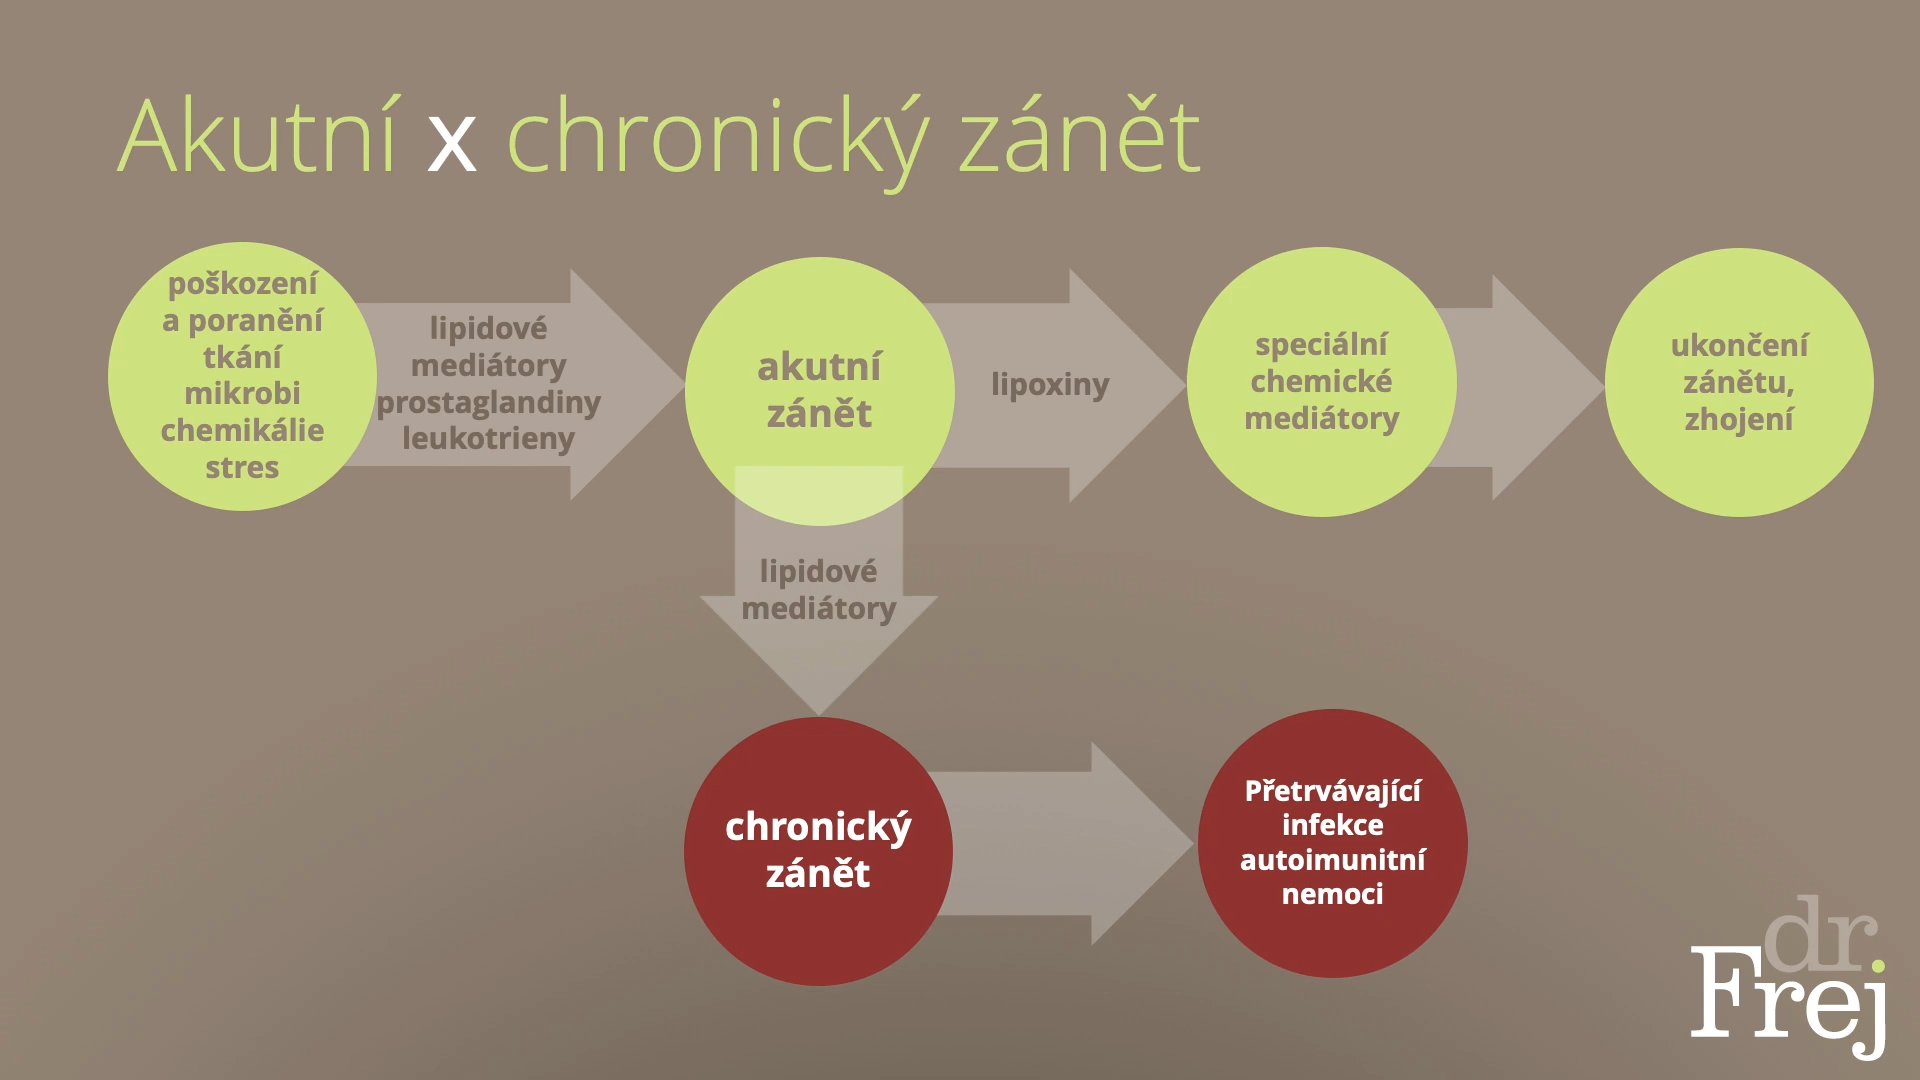 Akutní x chronický zánět
poškození
a poranění
tkání
mikrobi
chemikálie
stres
lipidové
mediátory
prostaglandiny
leukotrieny
akutní
zánět
lipoxiny
speciální
chemické
mediátory
ukončení
zánětu,
zhojení
lipidové
mediátory
chronický
zánět
Přetrvávající
infekce
autoimunitní
nemoci
dr.
Frej